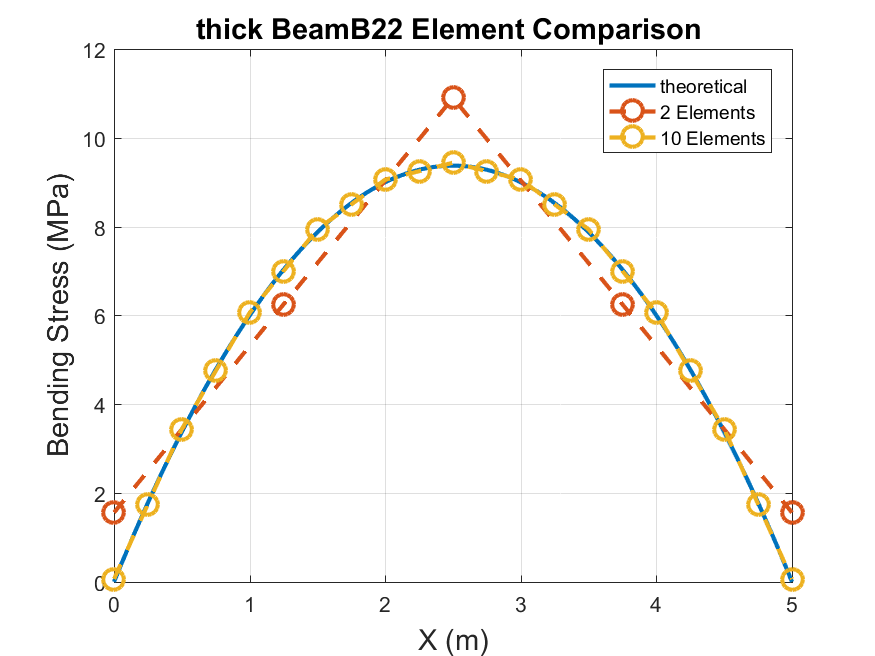 thick BeamB22 Element Comparison
12
10
8
6
4
2
0
Bending Stress (MPa)
theoretical
2 Elements
10 Elements
0 1 2 3 4 5
X (m)